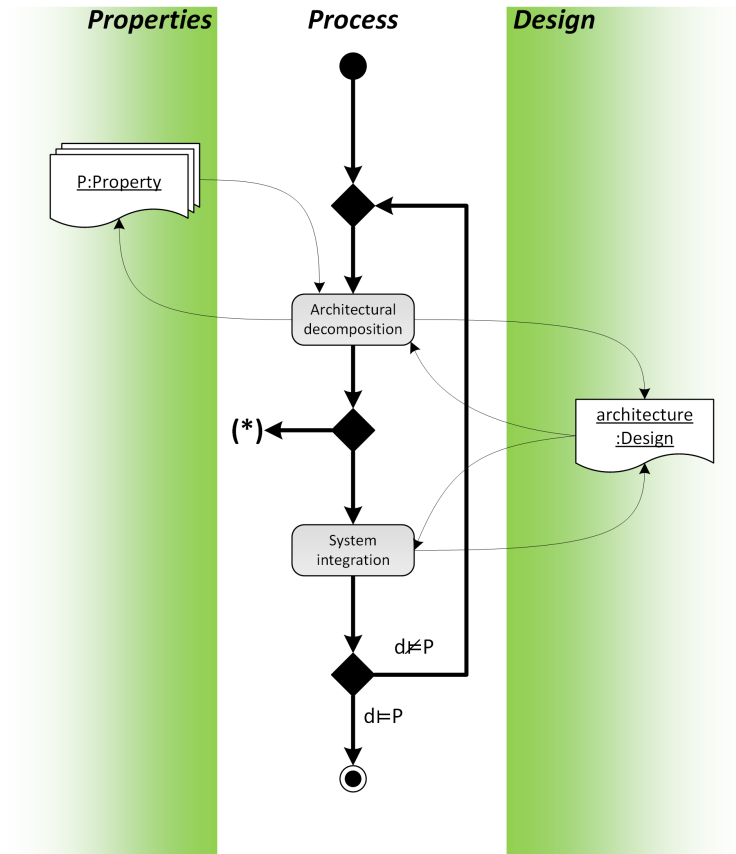 Properties
Process
Design
P:Property
Architectural
decomposition
(*)
architecture
:Design
System
integration
d⊭P
d⊨P